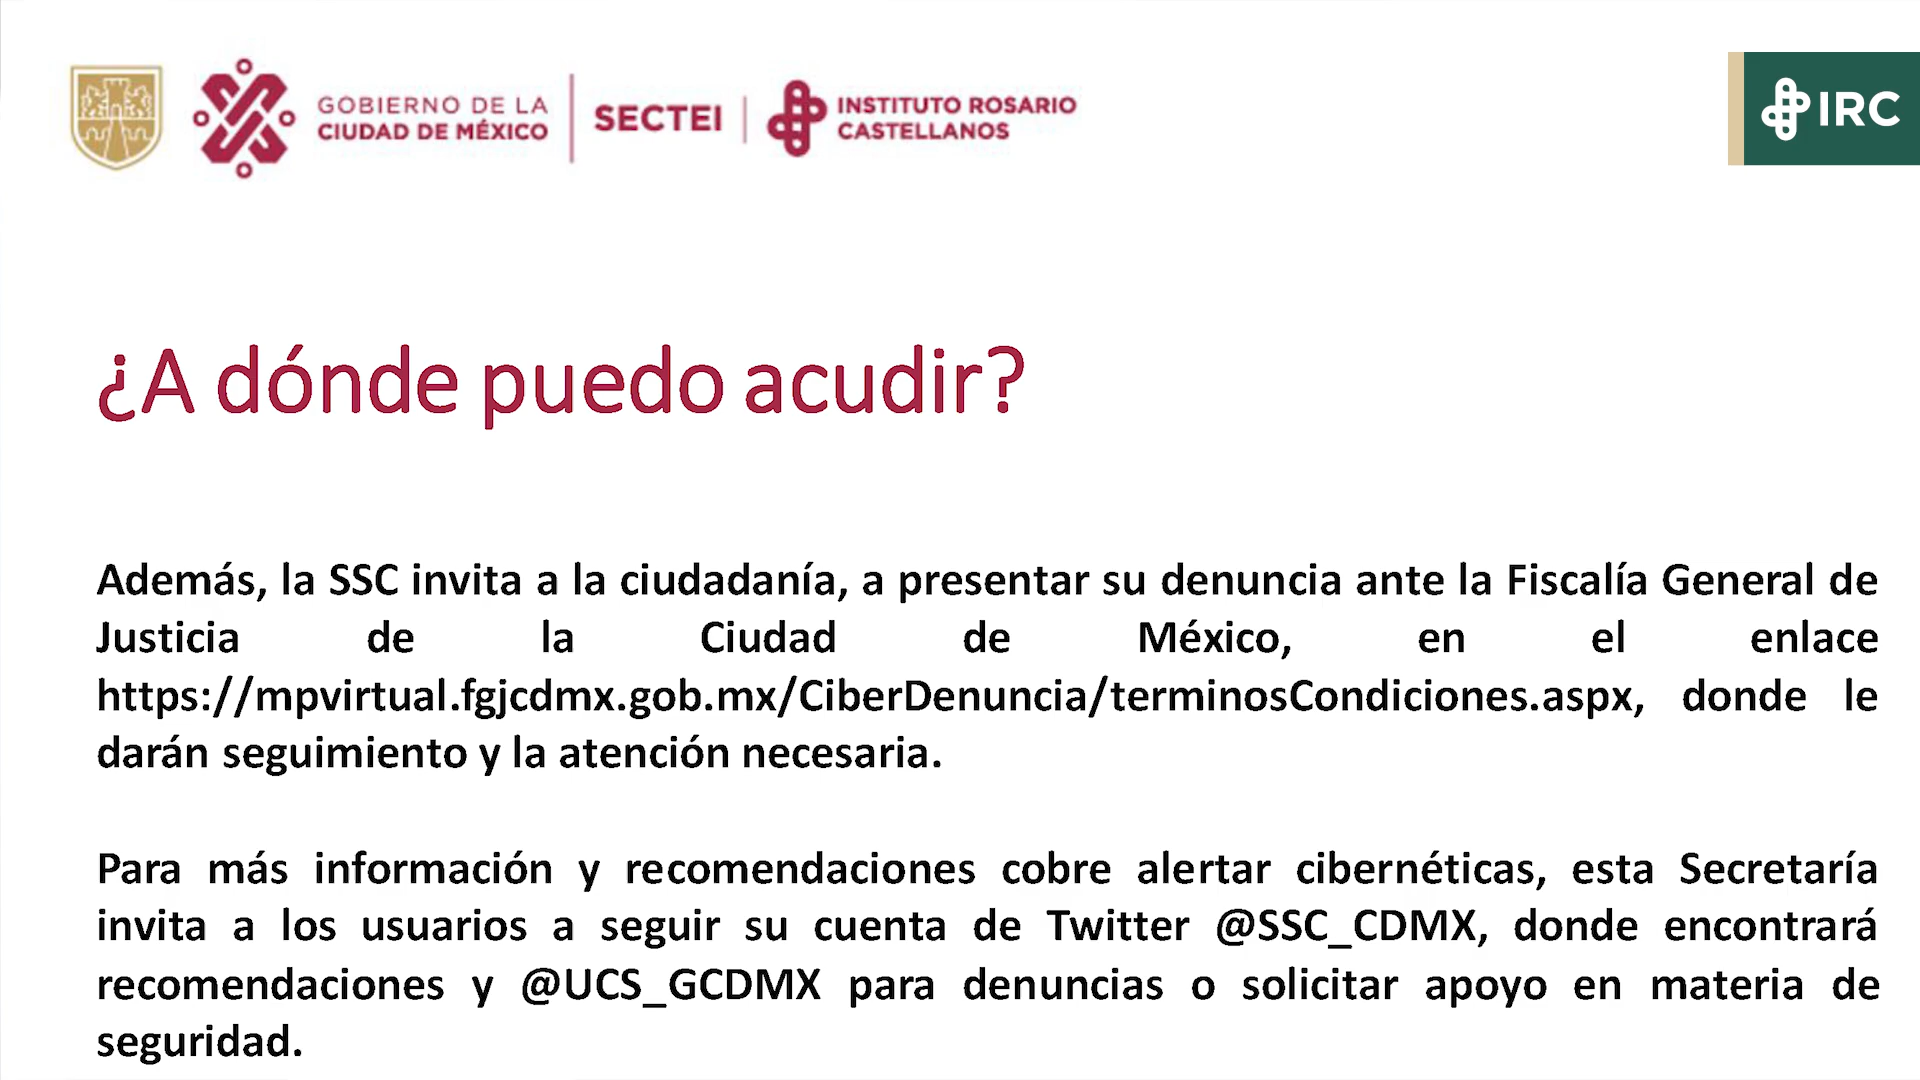 GOBIERNO DE LA
CIUDAD DE MÉXICO
SECTEI
INSTITUTO ROSARIO
CASTELLANOS
IRC
¿A dónde puedo acudir?
Además, la SSC invita a la ciudadanía, a presentar su denuncia ante la Fiscalía General de
Justicia de la Ciudad de México, en el enlace
https://mpvirtual.fgjcdmx.gob.mx/CiberDenuncia/terminosCondiciones.aspx, donde le
darán seguimiento y la atención necesaria.
Para más información y recomendaciones cobre alertar cibernéticas, esta Secretaría
invita a los usuarios a seguir su cuenta de Twitter @SSC_CDMX, donde encontrará
recomendaciones y @UCS_GCDMX para denuncias o solicitar apoyo en materia de
seguridad.